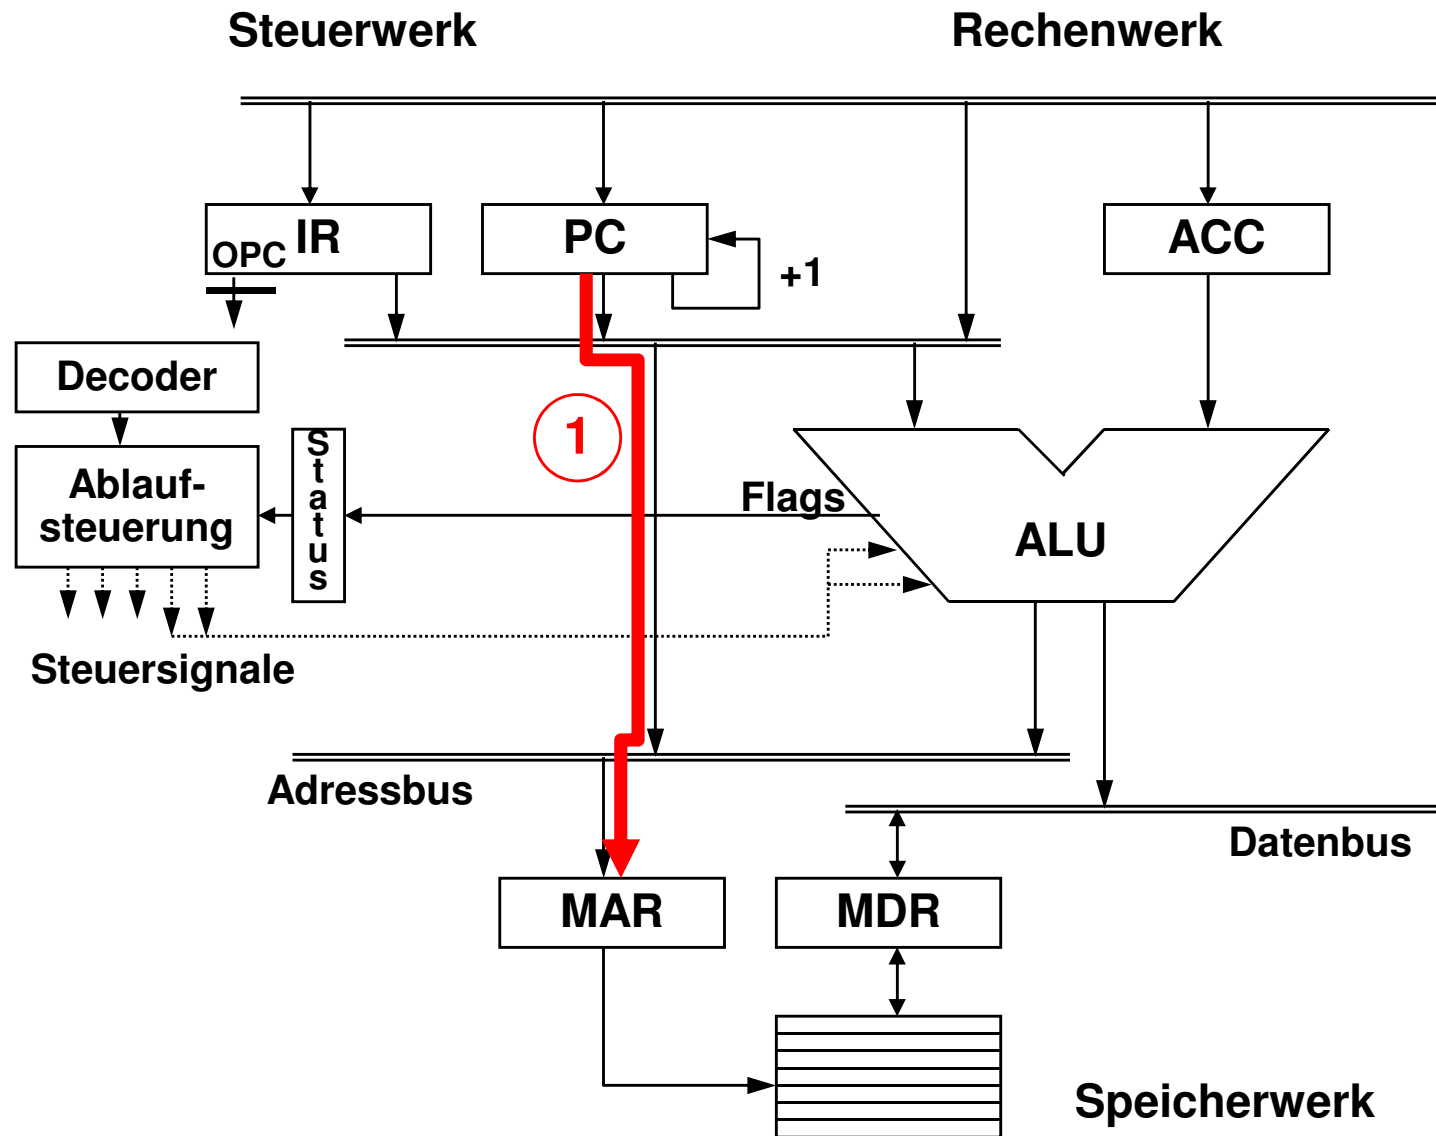 Steuerwerk
Rechenwerk
IR
OPC
PC
+1
ACC
Decoder
1
Status
Ablauf-
steuerung
Flags
ALU
Steuersignale
Adressbus
Datenbus
MAR
MDR
Speicherwerk